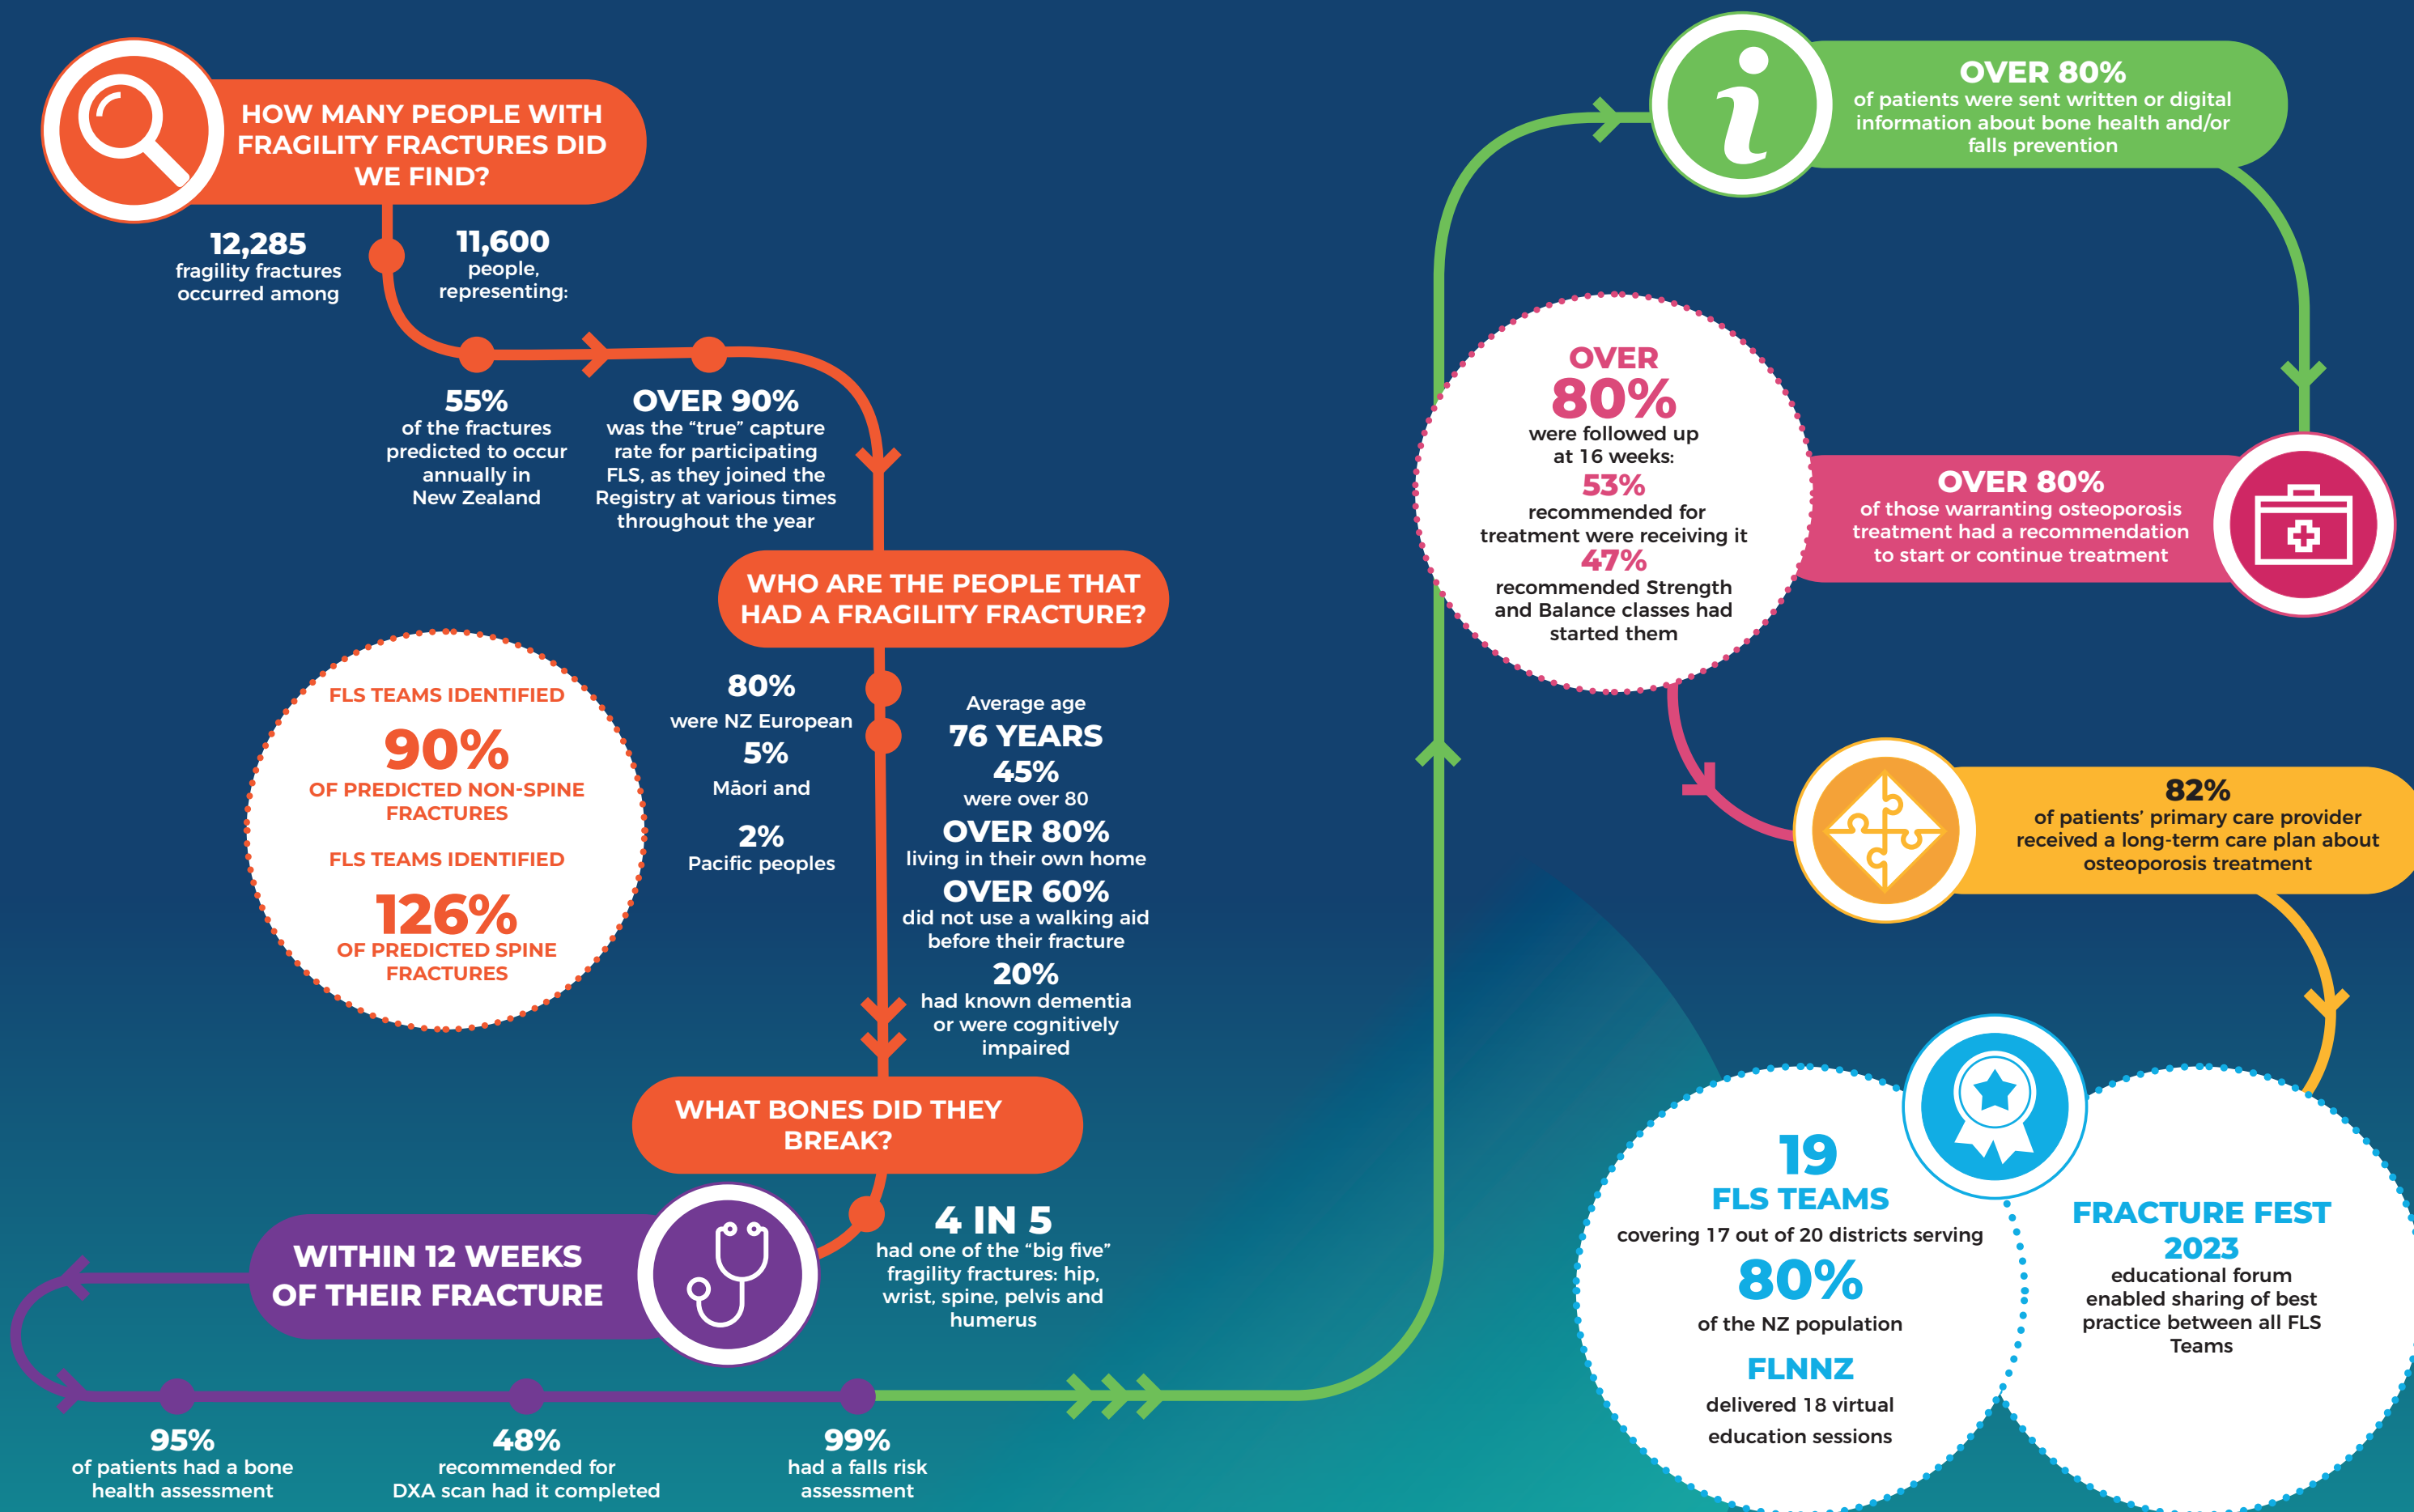 HOW MANY PEOPLE WITH
FRAGILITY FRACTURES DID
WE FIND?
12,285
fragility fractures
occurred among
11,600
people,
representing:
55%
of the fractures
predicted to occur
annually in
New Zealand
OVER 90%
was the “true” capture
rate for participating
FLS, as they joined the
Registry at various times
throughout the year
WHO ARE THE PEOPLE THAT
HAD A FRAGILITY FRACTURE?
FLS TEAMS IDENTIFIED
90%
OF PREDICTED NON-SPINE
FRACTURES
FLS TEAMS IDENTIFIED
126%
OF PREDICTED SPINE
FRACTURES
80%
were NZ European
5%
Māori and
2%
Pacific peoples
Average age
76 YEARS
45%
were over 80
OVER 80%
living in their own home
OVER 60%
did not use a walking aid
before their fracture
20%
had known dementia
or were cognitively
impaired
WHAT BONES DID THEY
BREAK?
4 IN 5
had one of the “big five”
fragility fractures: hip,
wrist, spine, pelvis and
humerus
WITHIN 12 WEEKS
OF THEIR FRACTURE
95%
of patients had a bone
health assessment
48%
recommended for
DXA scan had it completed
99%
had a falls risk
assessment
i
OVER 80%
of patients were sent written or digital
information about bone health and/or
falls prevention
OVER 80%
of those warranting osteoporosis
treatment had a recommendation
to start or continue treatment
OVER
80%
were followed up
at 16 weeks:
53%
recommended for
treatment were receiving it
47%
recommended Strength
and Balance classes had
started them
82%
of patients’ primary care provider
received a long-term care plan about
osteoporosis treatment
19
FLS TEAMS
covering 17 out of 20 districts serving
80%
of the NZ population
FLNNZ
delivered 18 virtual
education sessions
FRACTURE FEST
2023
educational forum
enabled sharing of best
practice between all FLS
Teams